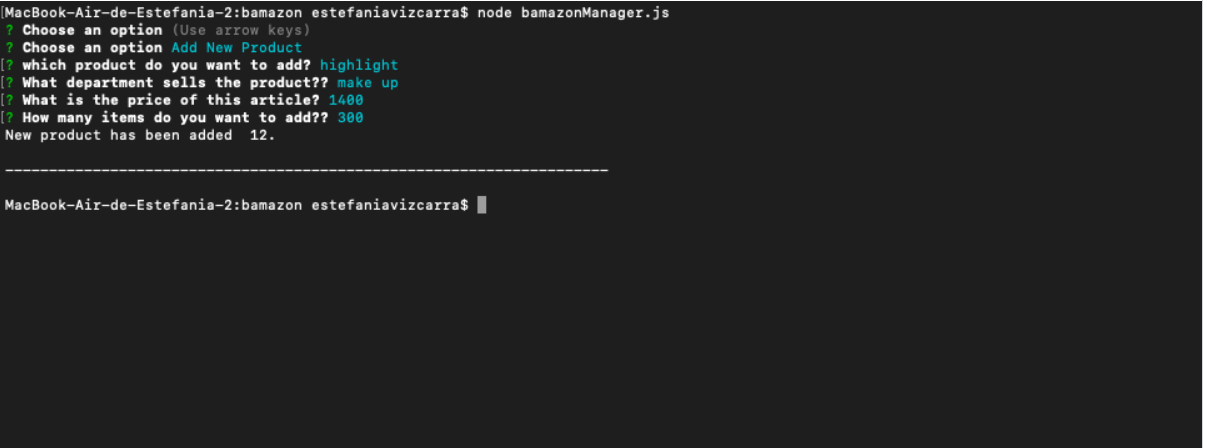 [MacBook-Air-de-Estefania-2:bamazon estefaniavizcarra$ node bamazonManager.js
? Choose an option (Use arrow keys)
? Choose an option Add New Product
[? which product do you want to add? highlight
[? What department sells the product?? make up
[? What is the price of this article? 1400
[? How many items do you want to add?? 300
New product has been added  12.
---------------------------------------------------------------------
MacBook-Air-de-Estefania-2:bamazon estefaniavizcarra$